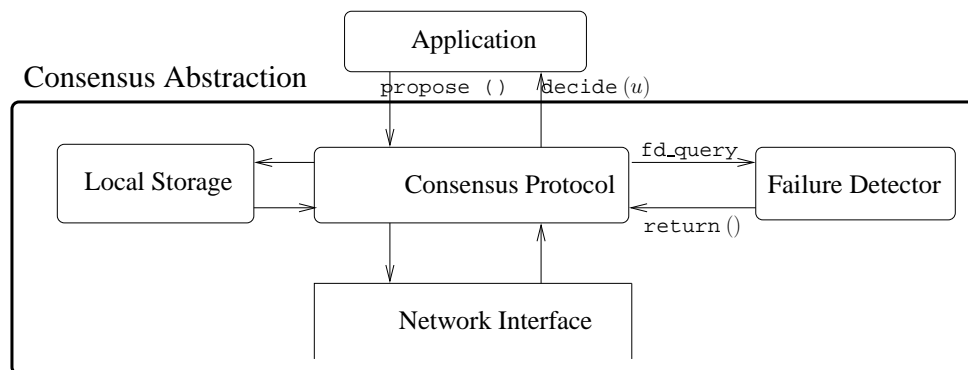 Application
Consensus Abstraction
propose ()
decide(u)
fd_query
Local Storage
Consensus Protocol
Failure Detector
return()
Network Interface